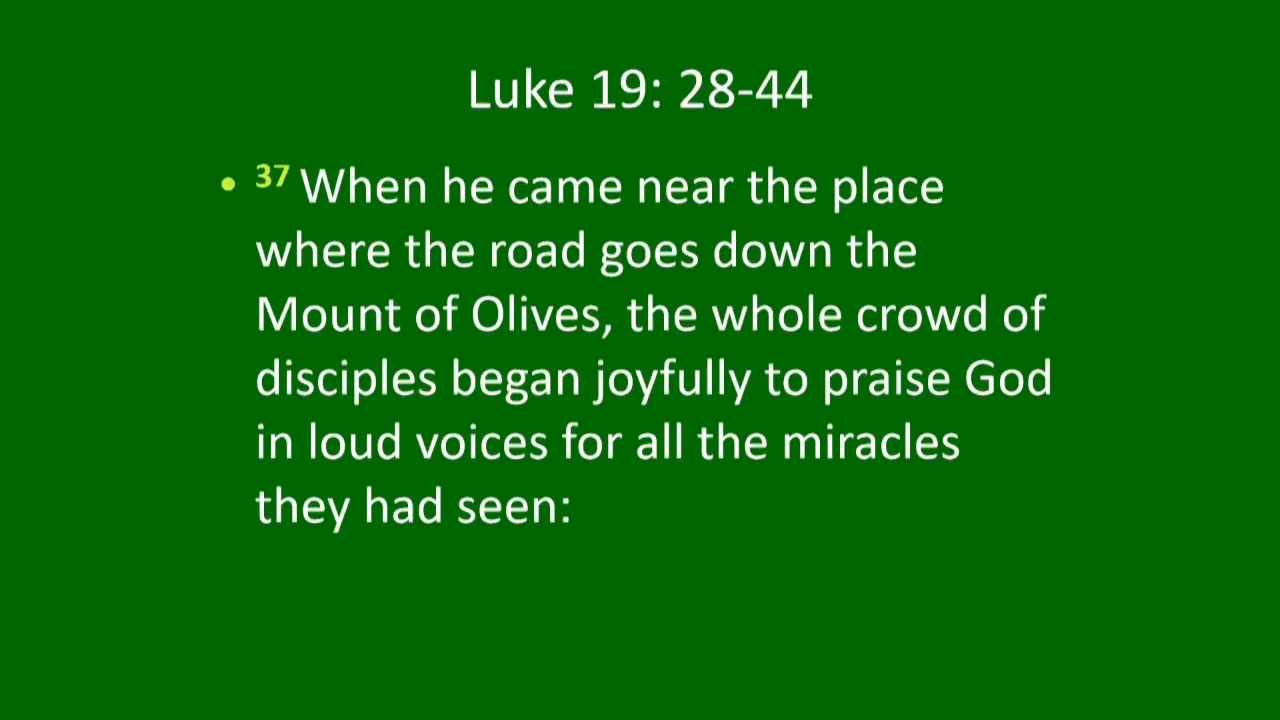 Luke 19: 28-44
• 37 When he came near the place
where the road goes down the
Mount of Olives, the whole crowd of
disciples began joyfully to praise God
in loud voices for all the miracles
they had seen: